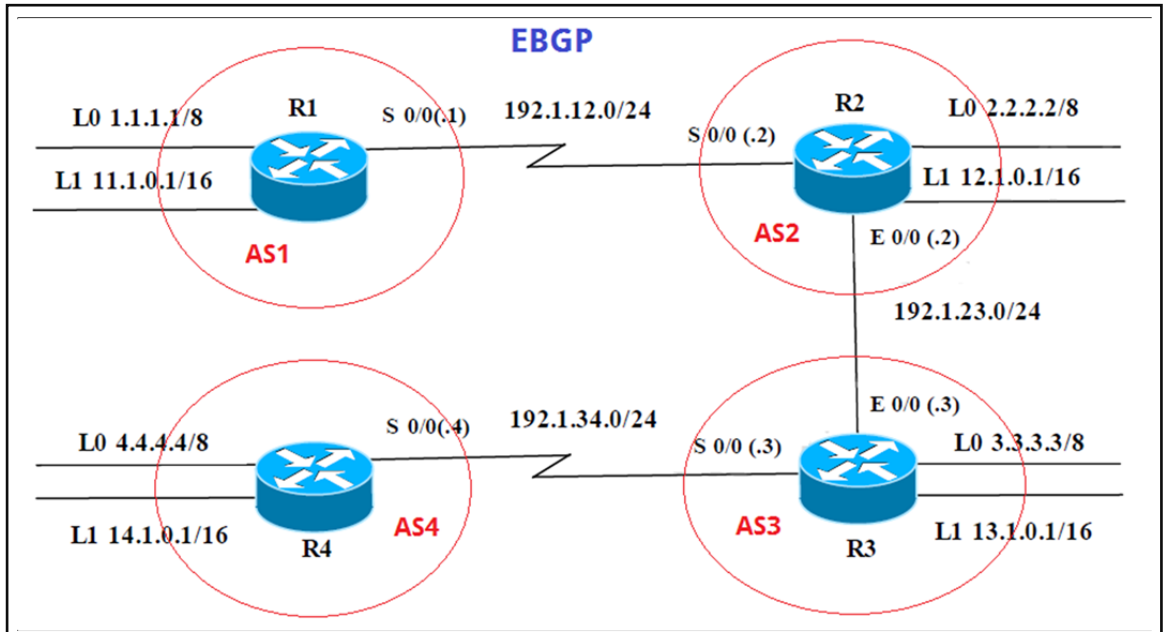 EBGP
R1
L0 1.1.1.1/8
S 0/0(.1)
192.1.12.0/24
R2
L0 2.2.2.2/8
S 0/0 (.2)
L1 11.1.0.1/16
L1 12.1.0.1/16
AS1
AS2
E 0/0 (.2)
192.1.23.0/24
L0 4.4.4.4/8
S 0/0(.4)
192.1.34.0/24
E 0/0 (.3)
S 0/0 (.3)
L0 3.3.3.3/8
L1 14.1.0.1/16
R4
AS4
AS3
R3
L1 13.1.0.1/16